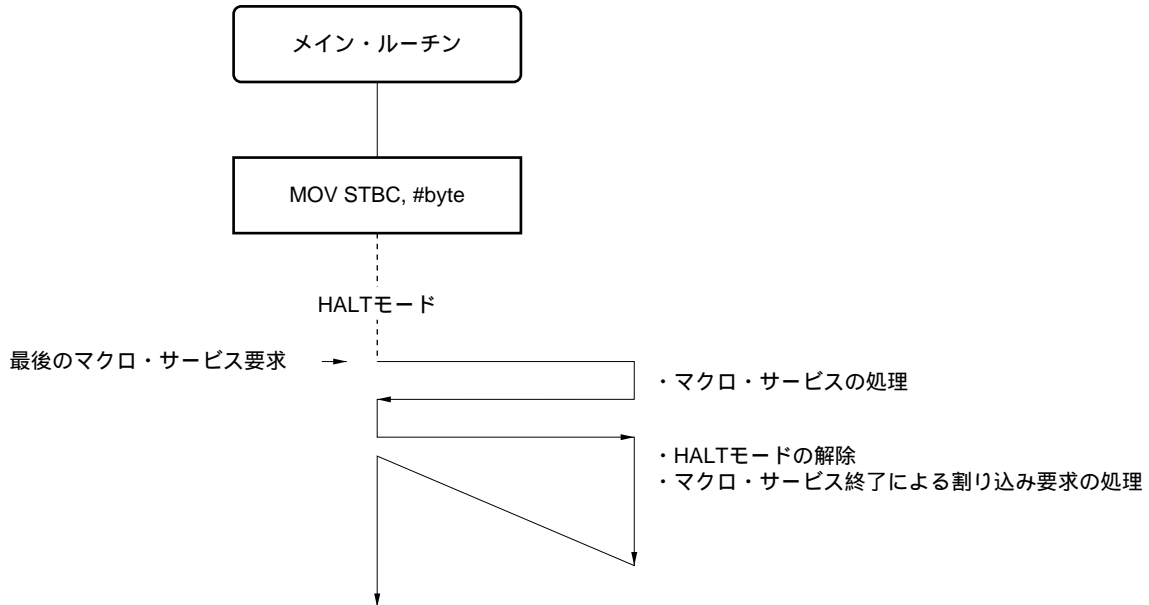 メイン・ルーチン
MOV STBC, #byte
HALTモード
最後のマクロ・サービス要求
・マクロ・サービスの処理
・HALTモードの解除
・マクロ・サービス終了による割り込み要求の処理